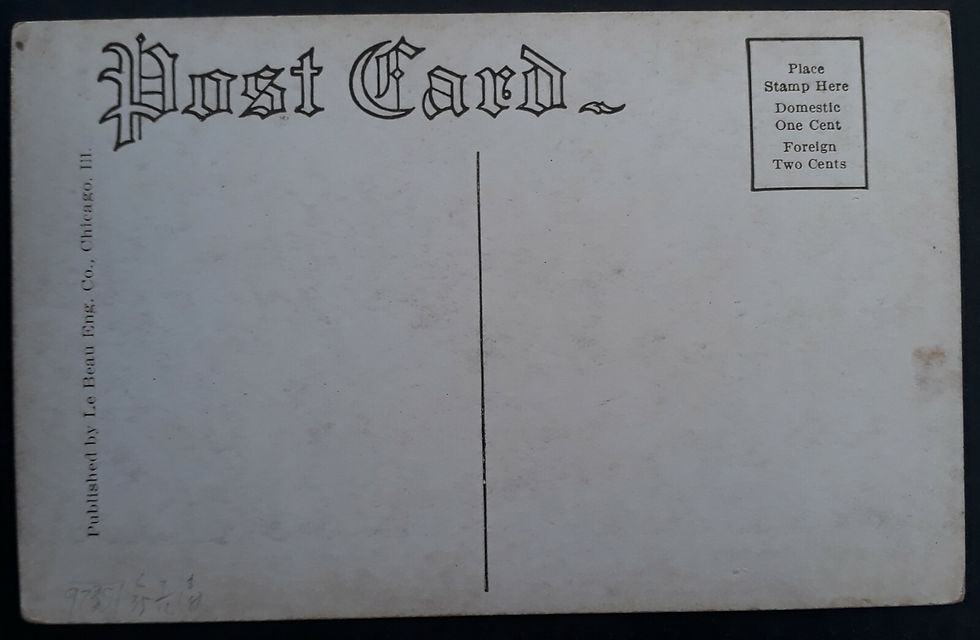 Post Card
Place
Stamp Here
Domestic
One Cent
Foreign
Two Cents
Published by Le Beau Eng. Co., Chicago, Ill.